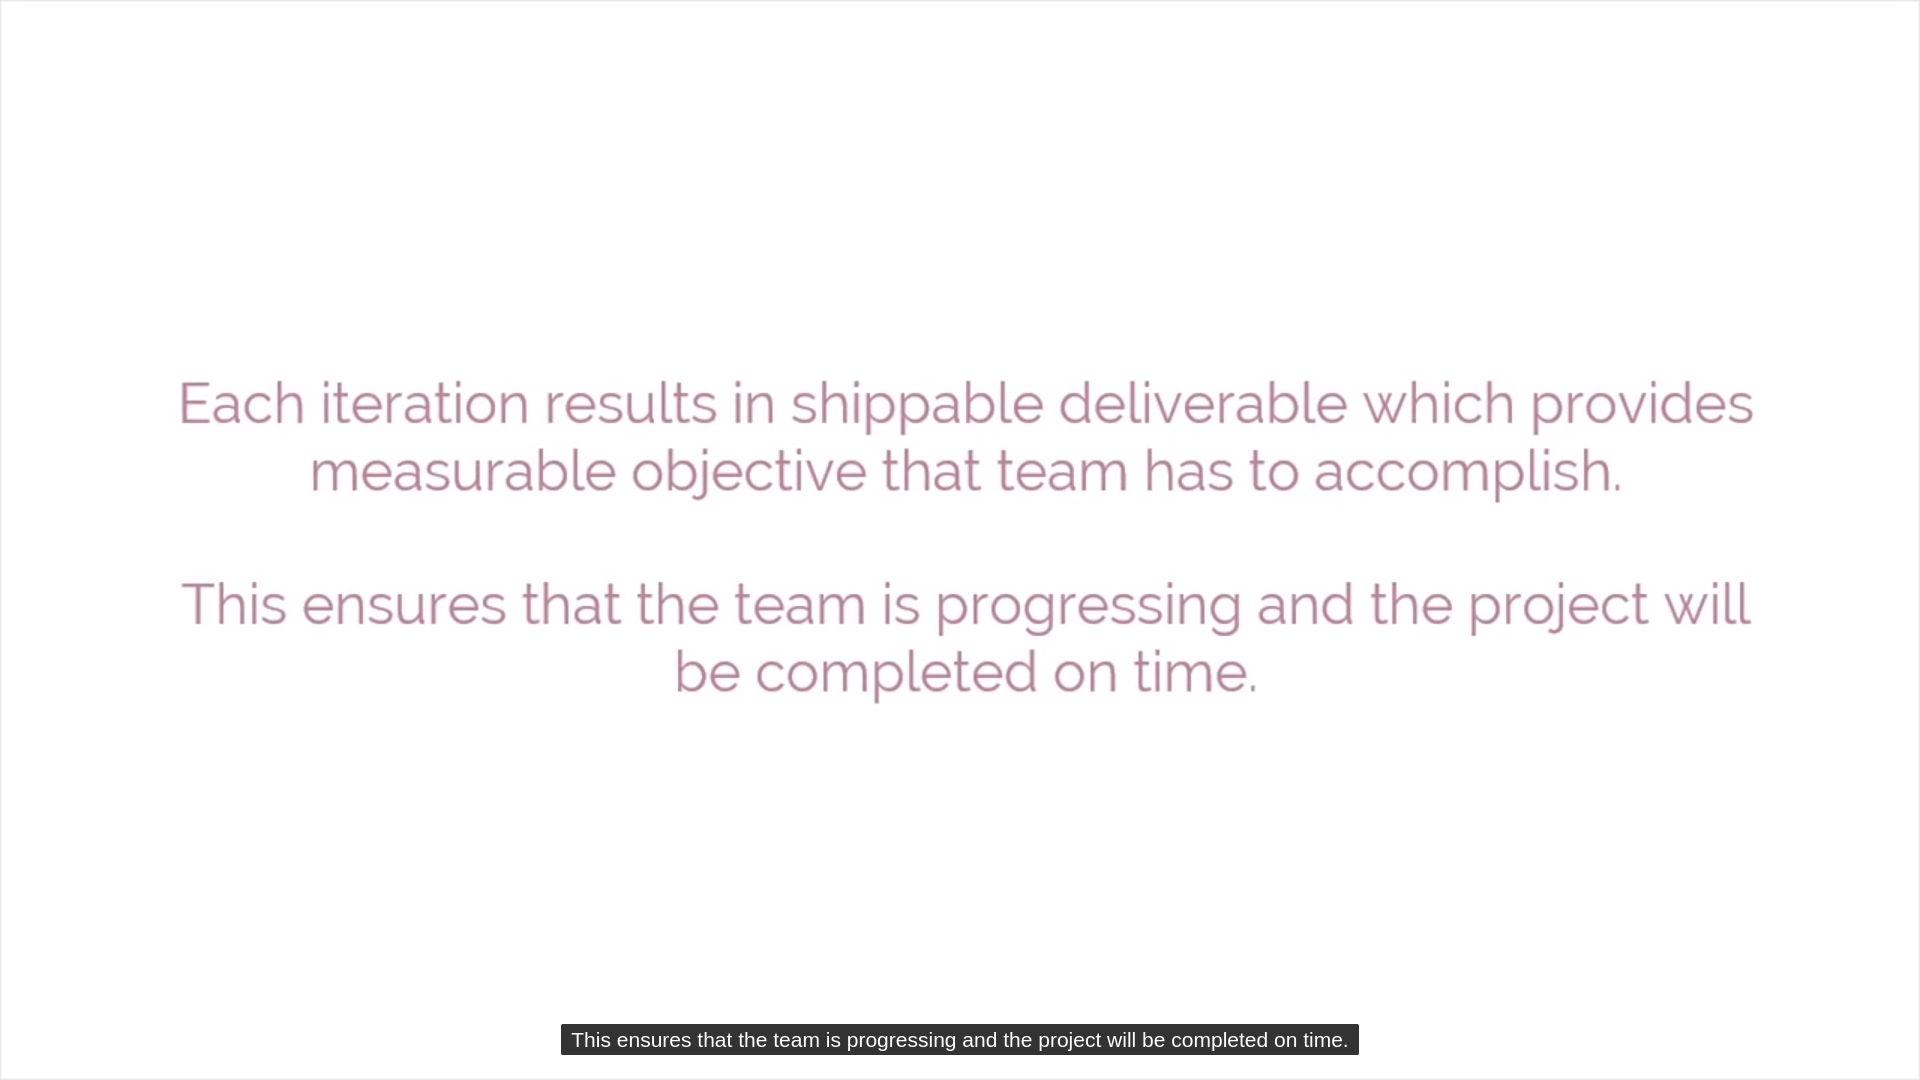 Each iteration results in shippable deliverable which provides
measurable objective that team has to accomplish.
This ensures that the team is progressing and the project will
be completed on time.
This ensures that the team is progressing and the project will be completed on time.